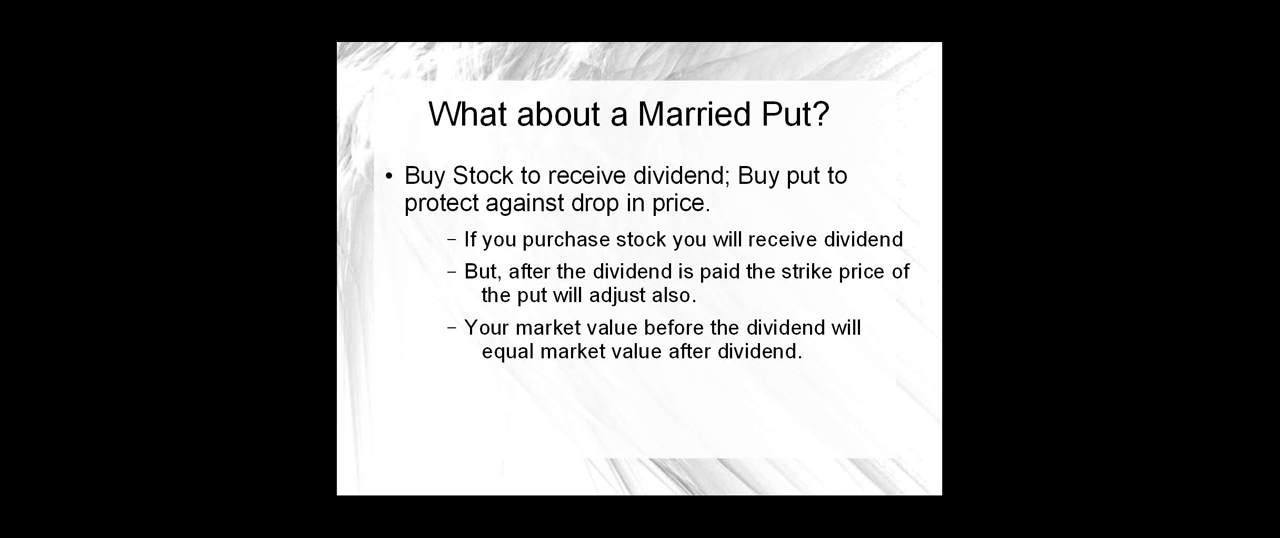 What about a Married Put?
• Buy Stock to receive dividend; Buy put to
protect against drop in price.
– If you purchase stock you will receive dividend
– But, after the dividend is paid the strike price of
the put will adjust also.
– Your market value before the dividend will
equal market value after dividend.